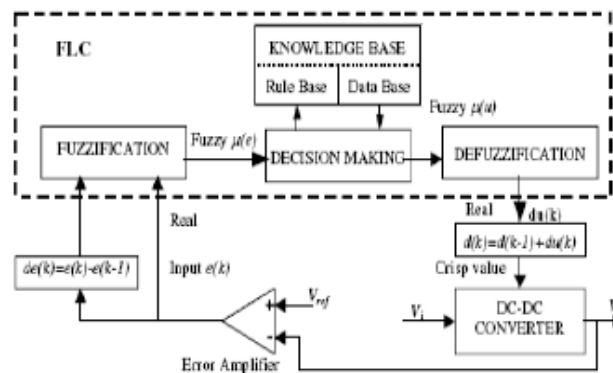 FLC
KNOWLEDGE BASE
Rule Base
Data Base
Fuzzy μ(u)
FUZZIFICATION
Fuzzy μ(e)
DECISION MAKING
DEFUZZIFICATION
Real
Real
du(k)
d(k)=d(k-1)+du(k)
de(k)=e(k)-e(k-1)
Input e(k)
Crisp value
Vref
+
-
Vi
DC-DC
CONVERTER
V
Error Amplifier